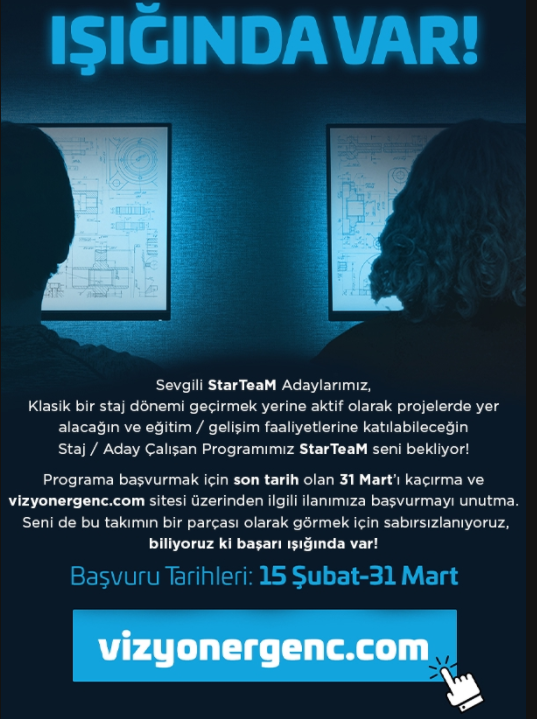 IŞIĞINDA VAR!
Sevgili StarTeaM Adaylarımız,
Klasik bir staj dönemi geçirmek yerine aktif olarak projelerde yer
alacağın ve eğitim / gelişim faaliyetlerine katılabileceğin
Staj / Aday Çalışan Programımız StarTeaM seni bekliyor!
Programa başvurmak için son tarih olan 31 Mart'ı kaçırma ve
vizyonergenc.com sitesi üzerinden ilgili ilanımıza başvurmayı unutma.
Seni de bu takımın bir parçası olarak görmek için sabırsızlanıyoruz,
biliyoruz ki başarı ışığında var!
Başvuru Tarihleri: 15 Şubat-31 Mart
vizyonergenc.com